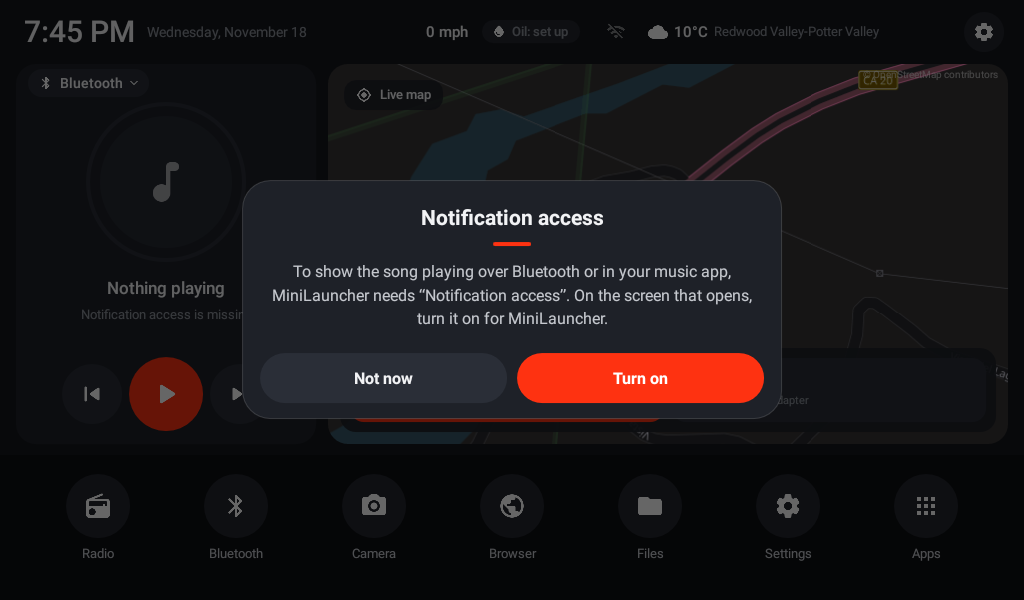 7:45 PM
Wednesday, November 18
0 mph
Oil: set up
10°C
Redwood Valley-Potter Valley
Bluetooth
Live map
CA 20
OpenStreetMap contributors
Notification access
To show the song playing over Bluetooth or in your music app,
MiniLauncher needs “Notification access”. On the screen that opens,
turn it on for MiniLauncher.
Not now
Turn on
Nothing playing
Notification access is
Radio
Bluetooth
Camera
Browser
Files
Settings
Apps